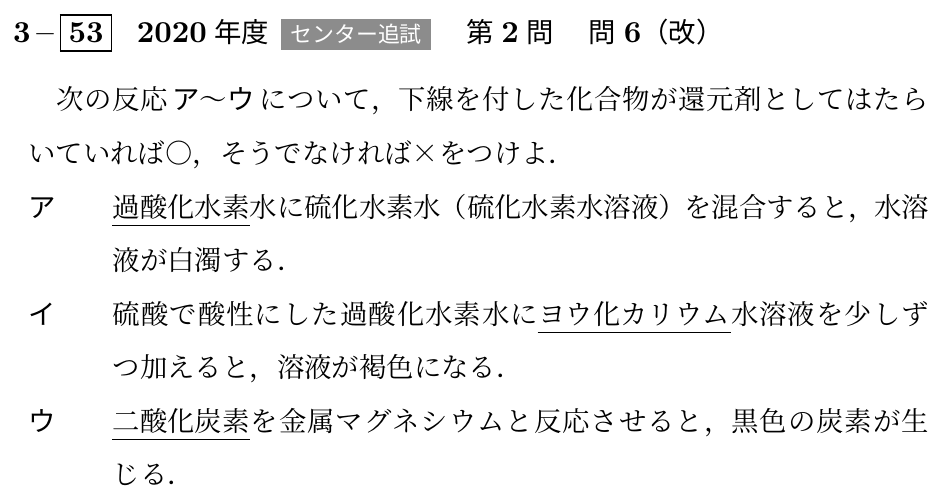 3－53　2020 年度　センター追試　第 2 問　問 6（改）
次の反応ア～ウについて，下線を付した化合物が還元剤としてはたら
いていれば○，そうでなければ×をつけよ．
ア　過酸化水素水に硫化水素水（硫化水素水溶液）を混合すると，水溶
液が白濁する．
イ　硫酸で酸性にした過酸化水素水にヨウ化カリウム水溶液を少しず
つ加えると，溶液が褐色になる．
ウ　二酸化炭素を金属マグネシウムと反応させると，黒色の炭素が生
じる．